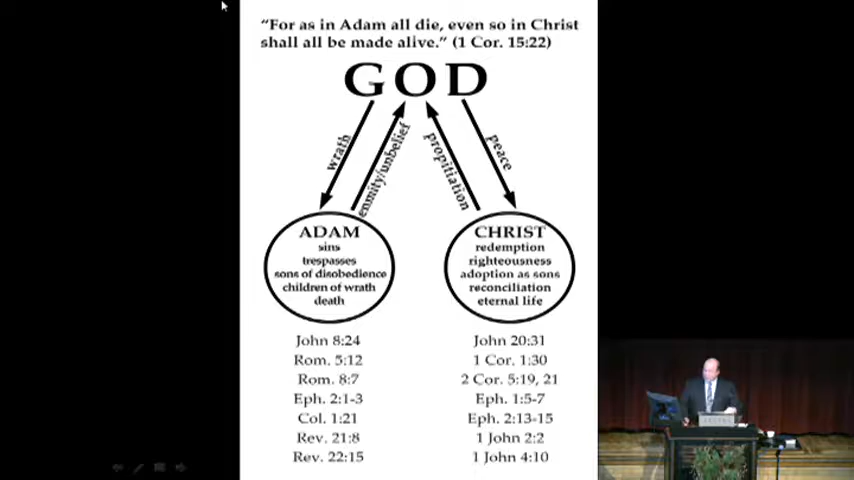 “For as in Adam all die, even so in Christ
shall all be made alive.” (1 Cor. 15:22)
GOD
wrath
enmity/unbelief
propitiation
peace
ADAM
sins
trespasses
sons of disobedience
children of wrath
death
CHRIST
redemption
righteousness
adoption as sons
reconciliation
eternal life
John 8:24
Rom. 5:12
Rom. 8:7
Eph. 2:1-3
Col. 1:21
Rev. 21:8
Rev. 22:15
John 20:31
1 Cor. 1:30
2 Cor. 5:19, 21
Eph. 1:5-7
Eph. 2:13-15
1 John 2:2
1 John 4:10